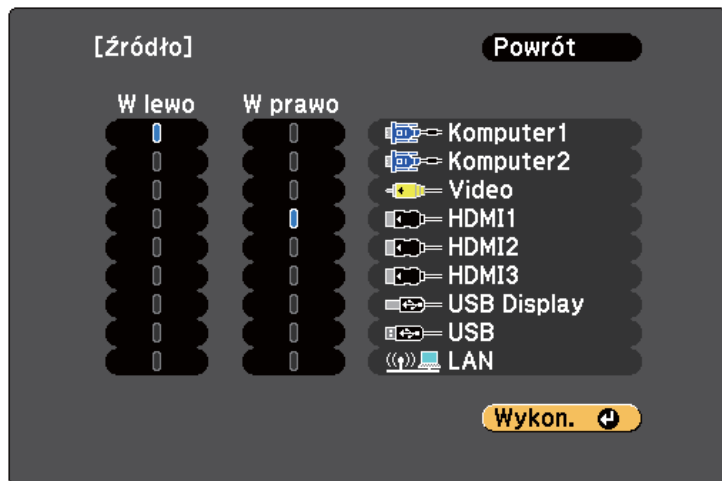 [Źródło]
Powrót
W lewo W prawo
Komputer1
Komputer2
Video
HDMI1
HDMI2
HDMI3
USB Display
USB
LAN
Wykon.